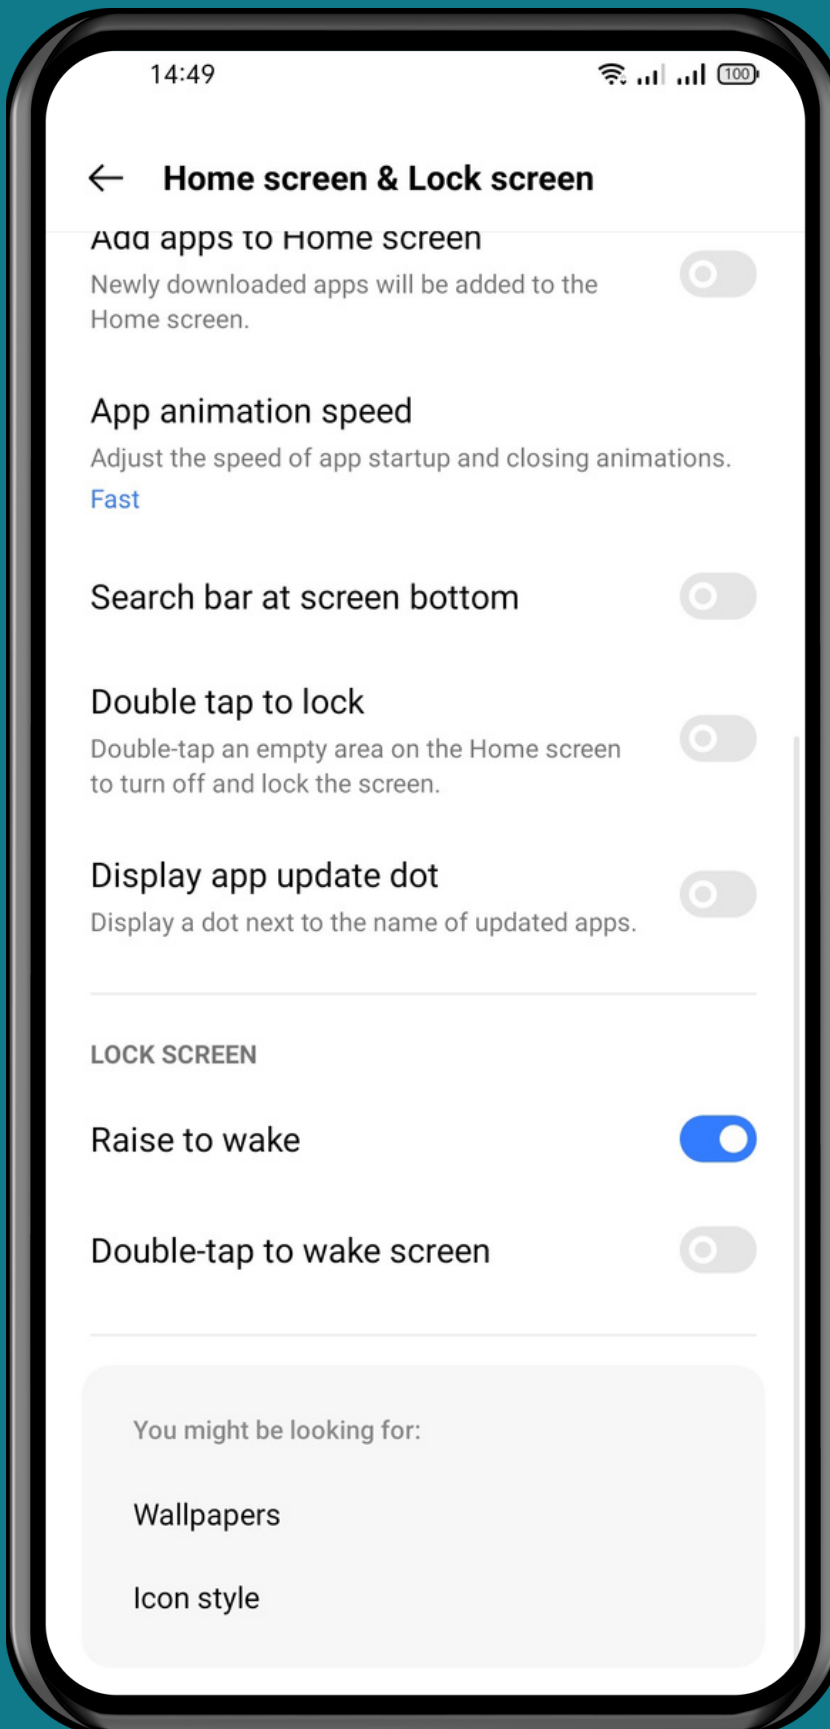 14:49
100
Home screen & Lock screen
Add apps to Home screen
Newly downloaded apps will be added to the
Home screen.
App animation speed
Adjust the speed of app startup and closing animations.
Fast
Search bar at screen bottom
Double tap to lock
Double-tap an empty area on the Home screen
to turn off and lock the screen.
Display app update dot
Display a dot next to the name of updated apps.
LOCK SCREEN
Raise to wake
Double-tap to wake screen
You might be looking for:
Wallpapers
Icon style